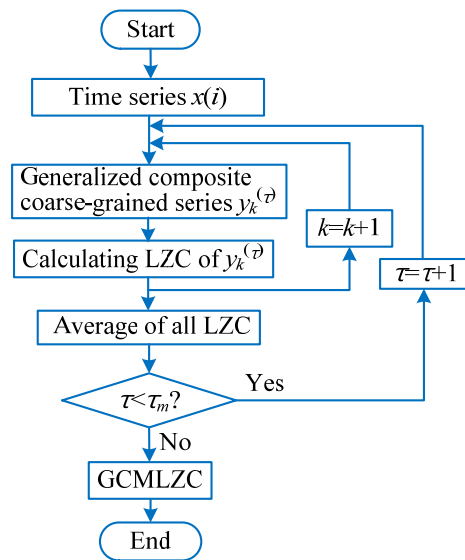 Start
Time series x(i)
Generalized composite
coarse-grained series yₖ⁽ᵀ⁾
Calculating LZC of yₖ⁽ᵀ⁾
k=k+1
τ=τ+1
Average of all LZC
τ<τₘ?
Yes
No
GCMLZC
End